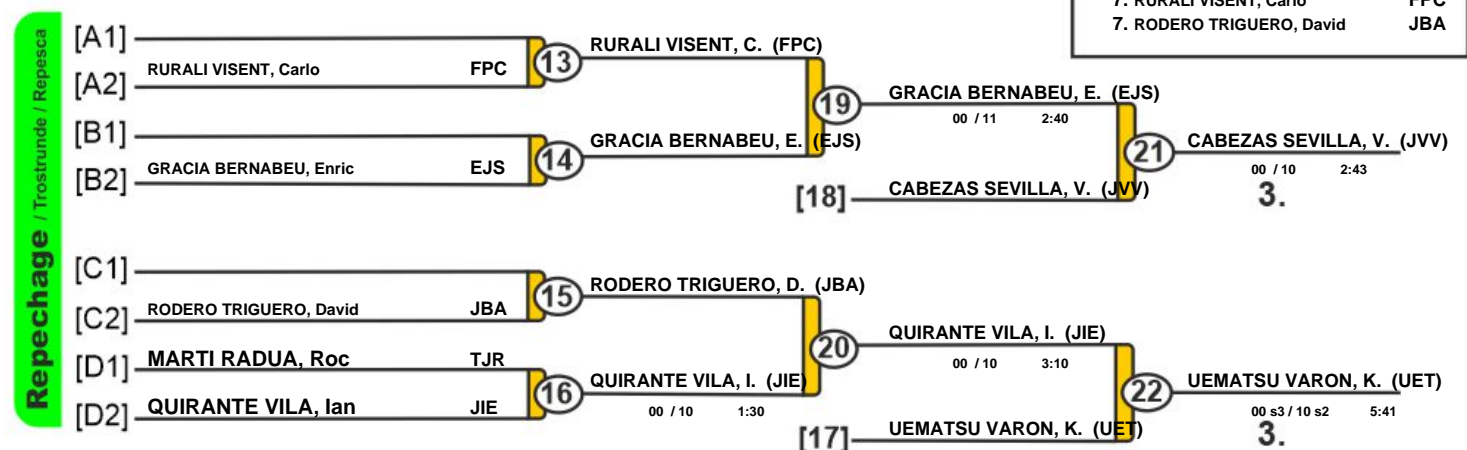 7. RURALI VISENT, Carlo FPC
7. RODERO TRIGUERO, David JBA
Repechage / Trostrunde / Repesca
[A1]
RURALI VISENT, Carlo FPC
[A2]
13
RURALI VISENT, C. (FPC)
[B1]
GRACIA BERNABEU, Enric EJS
[B2]
14
GRACIA BERNABEU, E. (EJS)
19
GRACIA BERNABEU, E. (EJS)
00 / 11 2:40
[18]
CABEZAS SEVILLA, V. (JVV)
21
CABEZAS SEVILLA, V. (JVV)
00 / 10 2:43
3.
[C1]
RODERO TRIGUERO, David JBA
[C2]
15
RODERO TRIGUERO, D. (JBA)
[D1] MARTI RADUA, Roc TJR
[D2] QUIRANTE VILA, Ian JIE
16
QUIRANTE VILA, I. (JIE)
00 / 10 1:30
20
QUIRANTE VILA, I. (JIE)
00 / 10 3:10
[17]
UEMATSU VARON, K. (UET)
22
UEMATSU VARON, K. (UET)
00 s3 / 10 s2 5:41
3.